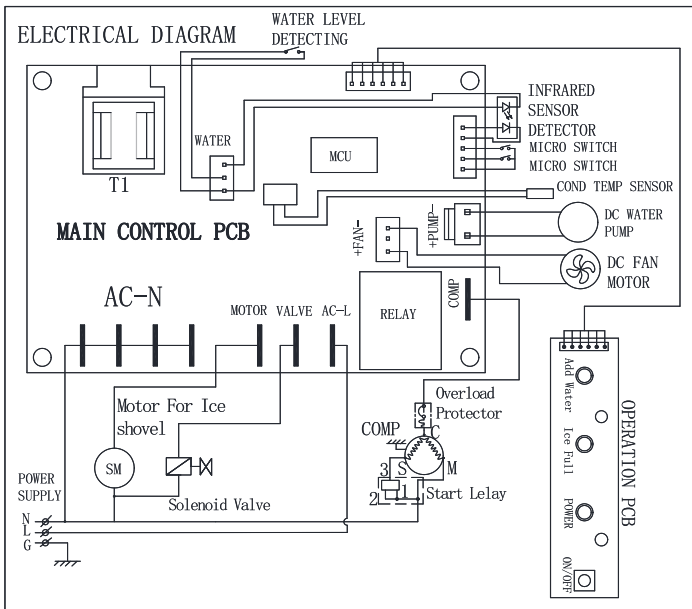 WATER LEVEL
DETECTING
ELECTRICAL DIAGRAM
INFRARED
SENSOR
DETECTOR
MICRO SWITCH
MICRO SWITCH
WATER
MCU
T1
COND TEMP SENSOR
MAIN CONTROL PCB
+FAN-
+PUMP-
DC WATER
PUMP
DC FAN
MOTOR
AC-N
MOTOR
VALVE
AC-L
RELAY
COMP
Motor For Ice
shovel
Overload
Protector
COMP
C
SM
3
S
M
POWER
SUPPLY
Solenoid Valve
2
1
Start Lelay
N
L
G
Add Water
Ice Full
POWER
ON/OFF
OPERATION PCB